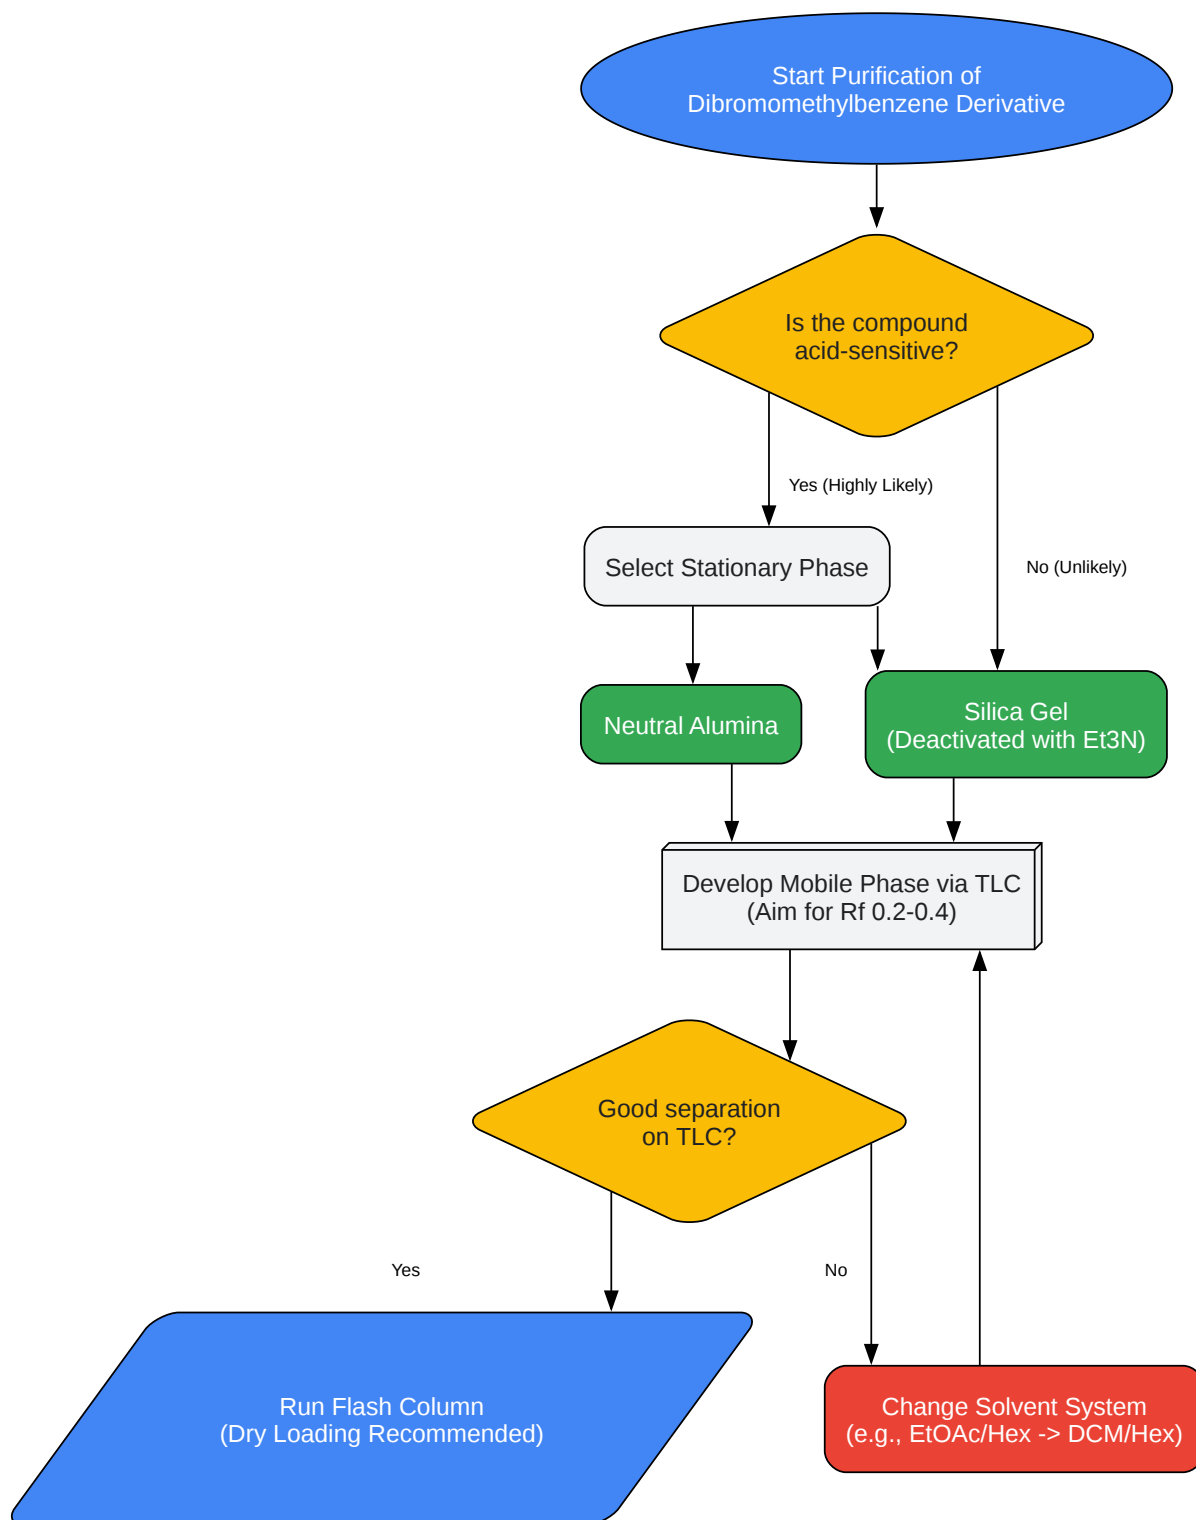 Start Purification of
Dibromomethylbenzene Derivative
Is the compound
acid-sensitive?
Yes (Highly Likely)
No (Unlikely)
Select Stationary Phase
Neutral Alumina
Silica Gel
(Deactivated with Et3N)
Develop Mobile Phase via TLC
(Aim for Rf 0.2-0.4)
Good separation
on TLC?
Yes
No
Run Flash Column
(Dry Loading Recommended)
Change Solvent System
(e.g., EtOAc/Hex -> DCM/Hex)